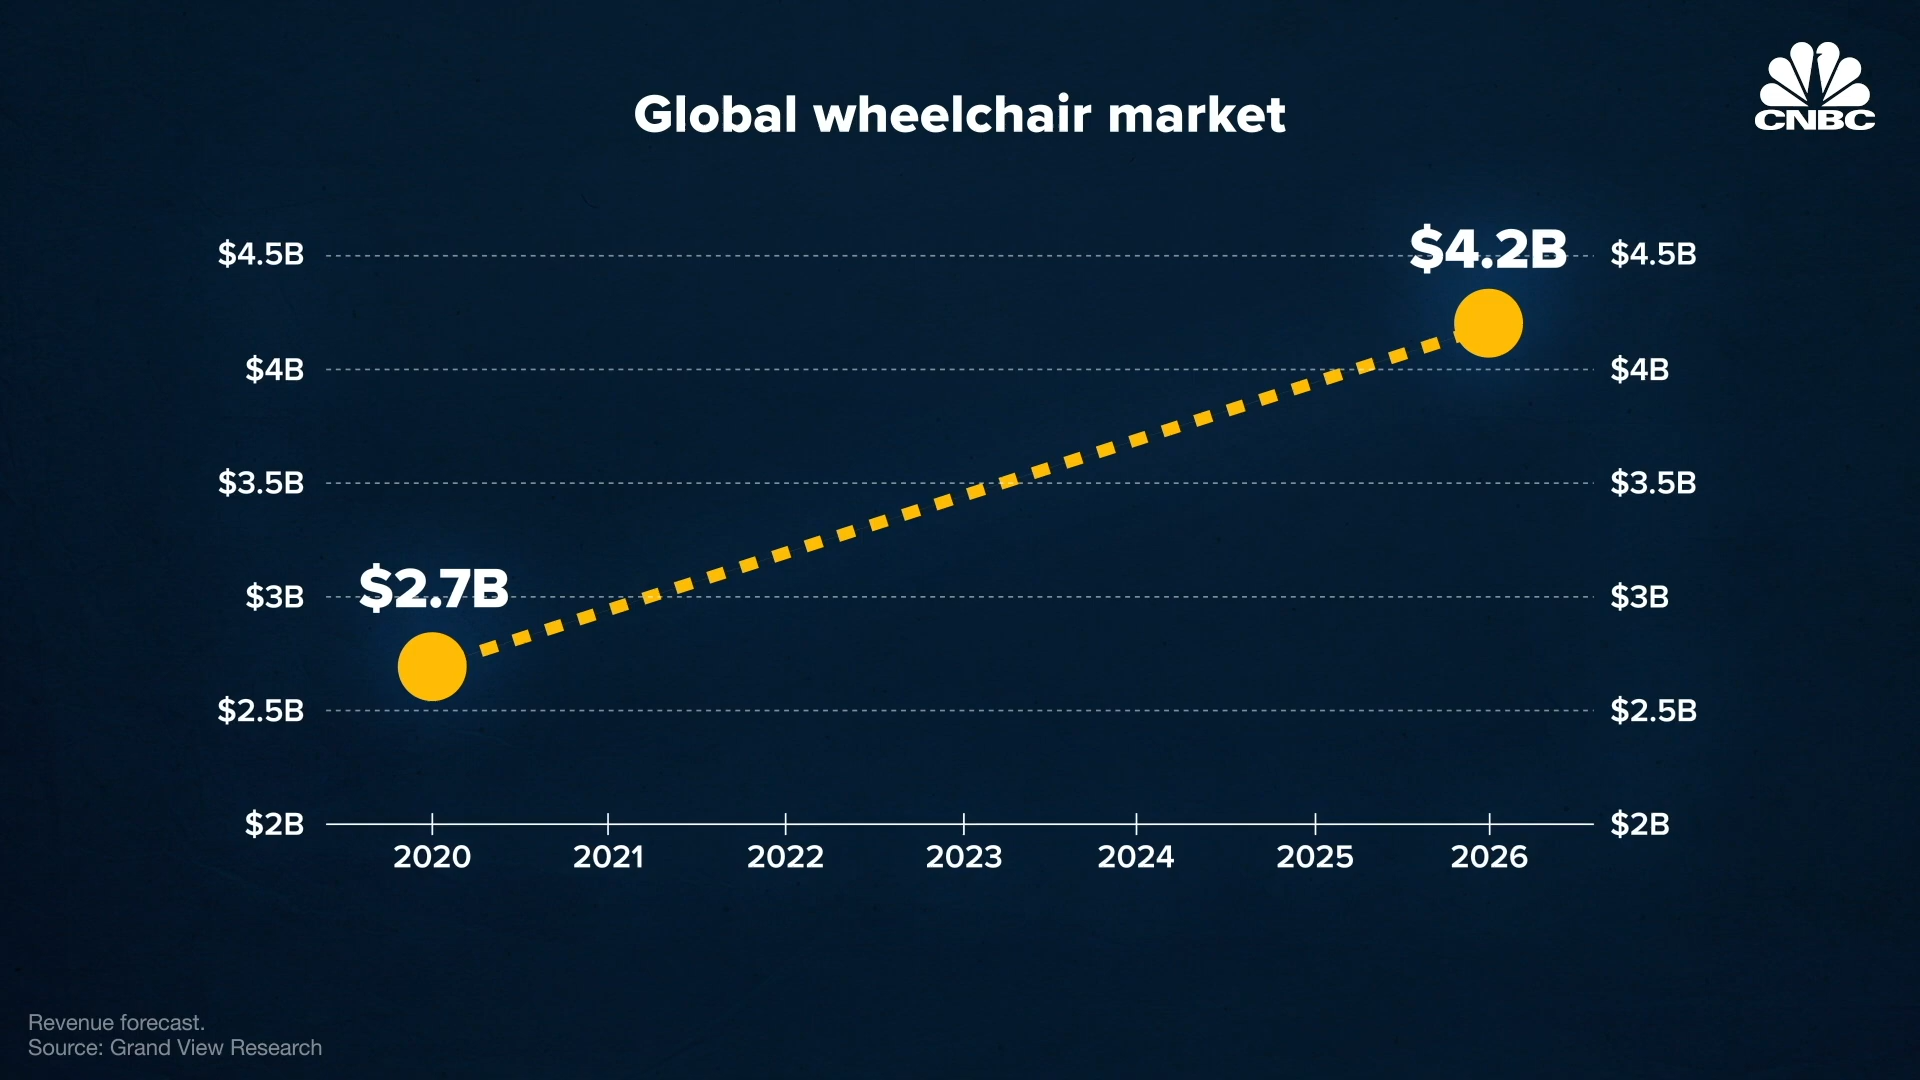 CNBC
Global wheelchair market
$4.5B
$4.2B
$4.5B
$4B
$4B
$3.5B
$3.5B
$2.7B
$3B
$3B
$2.5B
$2.5B
$2B
$2B
2020 2021 2022 2023 2024 2025 2026
Revenue forecast.
Source: Grand View Research